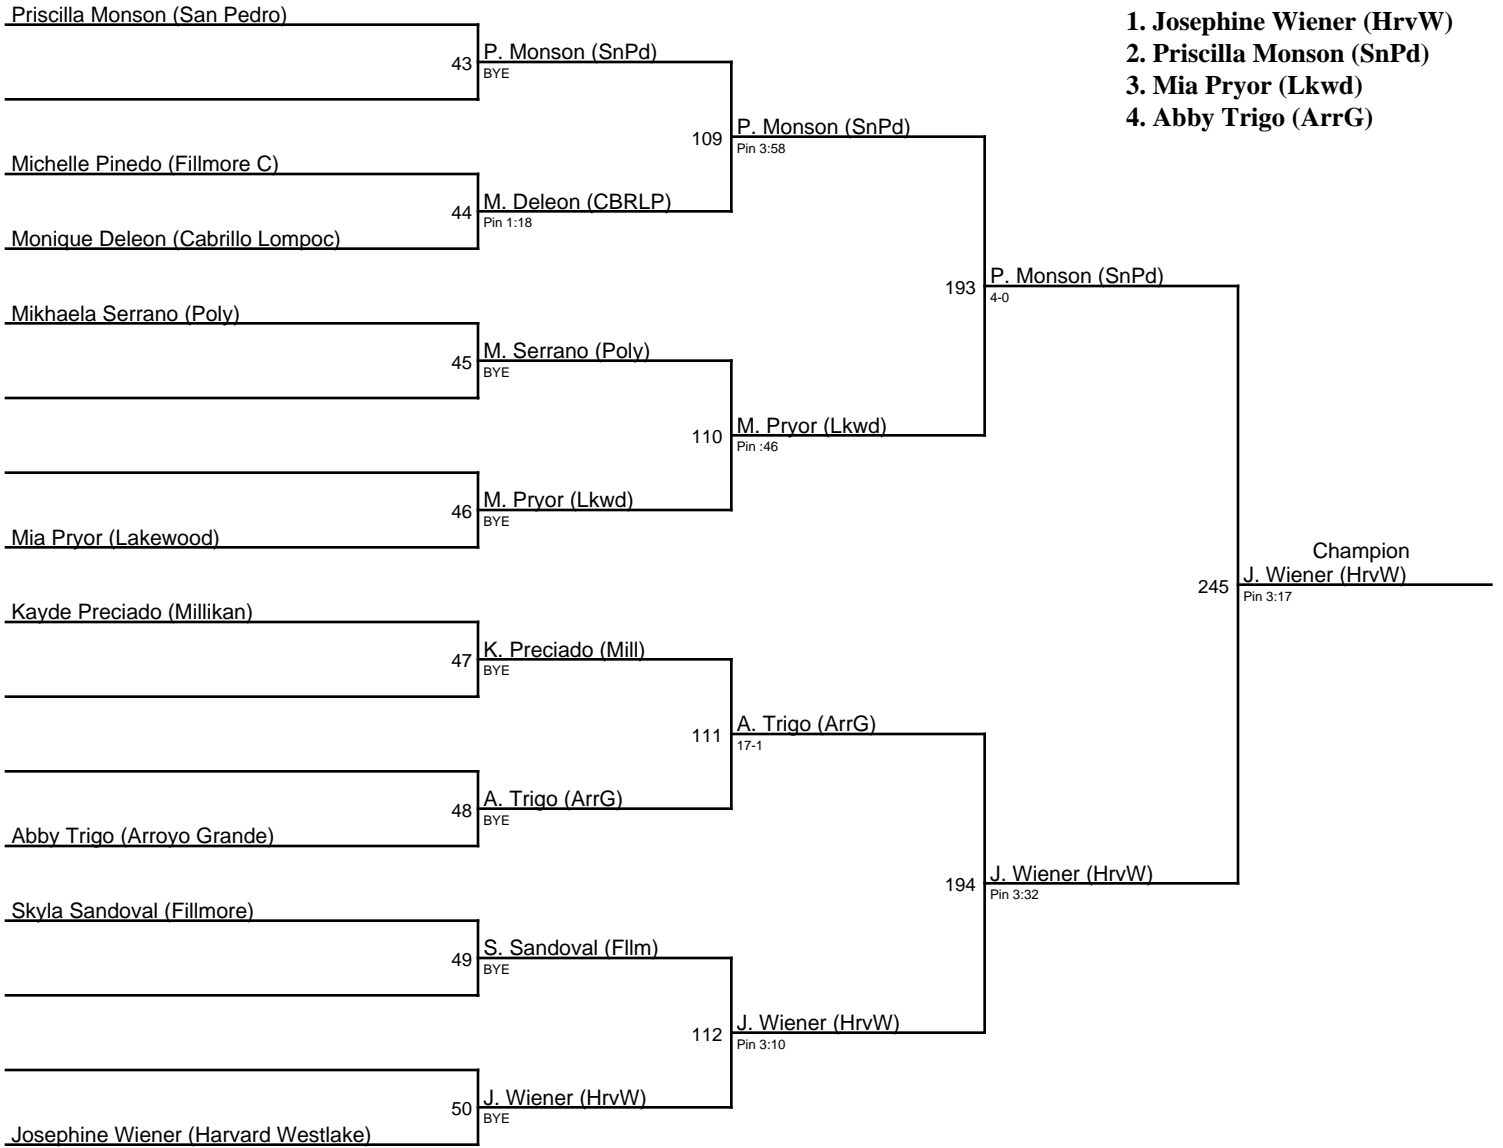 Priscilla Monson (San Pedro)
43
P. Monson (SnPd)
BYE
109
P. Monson (SnPd)
Pin 3:58
Michelle Pinedo (Fillmore C)
44
M. Deleon (CBRLP)
Pin 1:18
Monique Deleon (Cabrillo Lompoc)
193
P. Monson (SnPd)
4-0
Mikhaela Serrano (Poly)
45
M. Serrano (Poly)
BYE
110
M. Pryor (Lkwd)
Pin :46
46
M. Pryor (Lkwd)
BYE
Mia Pryor (Lakewood)
245
Champion
J. Wiener (HrvW)
Pin 3:17
Kayde Preciado (Millikan)
47
K. Preciado (Mill)
BYE
111
A. Trigo (ArrG)
17-1
48
A. Trigo (ArrG)
BYE
Abby Trigo (Arroyo Grande)
194
J. Wiener (HrvW)
Pin 3:32
Skyla Sandoval (Fillmore)
49
S. Sandoval (Fllm)
BYE
112
J. Wiener (HrvW)
Pin 3:10
50
J. Wiener (HrvW)
BYE
Josephine Wiener (Harvard Westlake)
1. Josephine Wiener (HrvW)
2. Priscilla Monson (SnPd)
3. Mia Pryor (Lkwd)
4. Abby Trigo (ArrG)